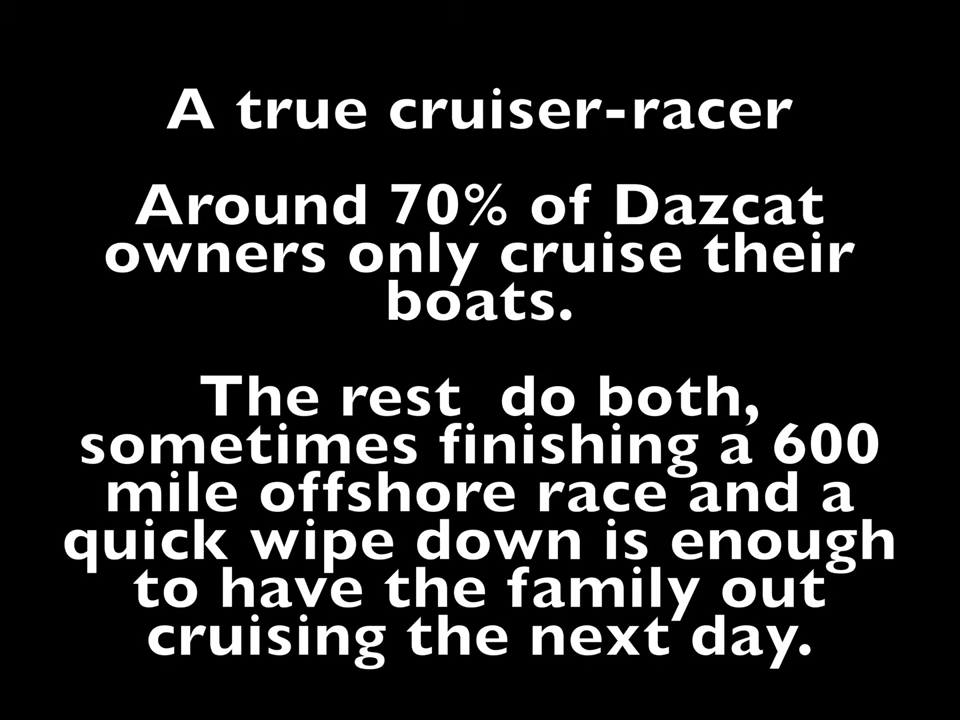 A true cruiser-racer
Around 70% of Dazcat
owners only cruise their
boats.
The rest  do both,
sometimes finishing a 600
mile offshore race and a
quick wipe down is enough
to have the family out
cruising the next day.